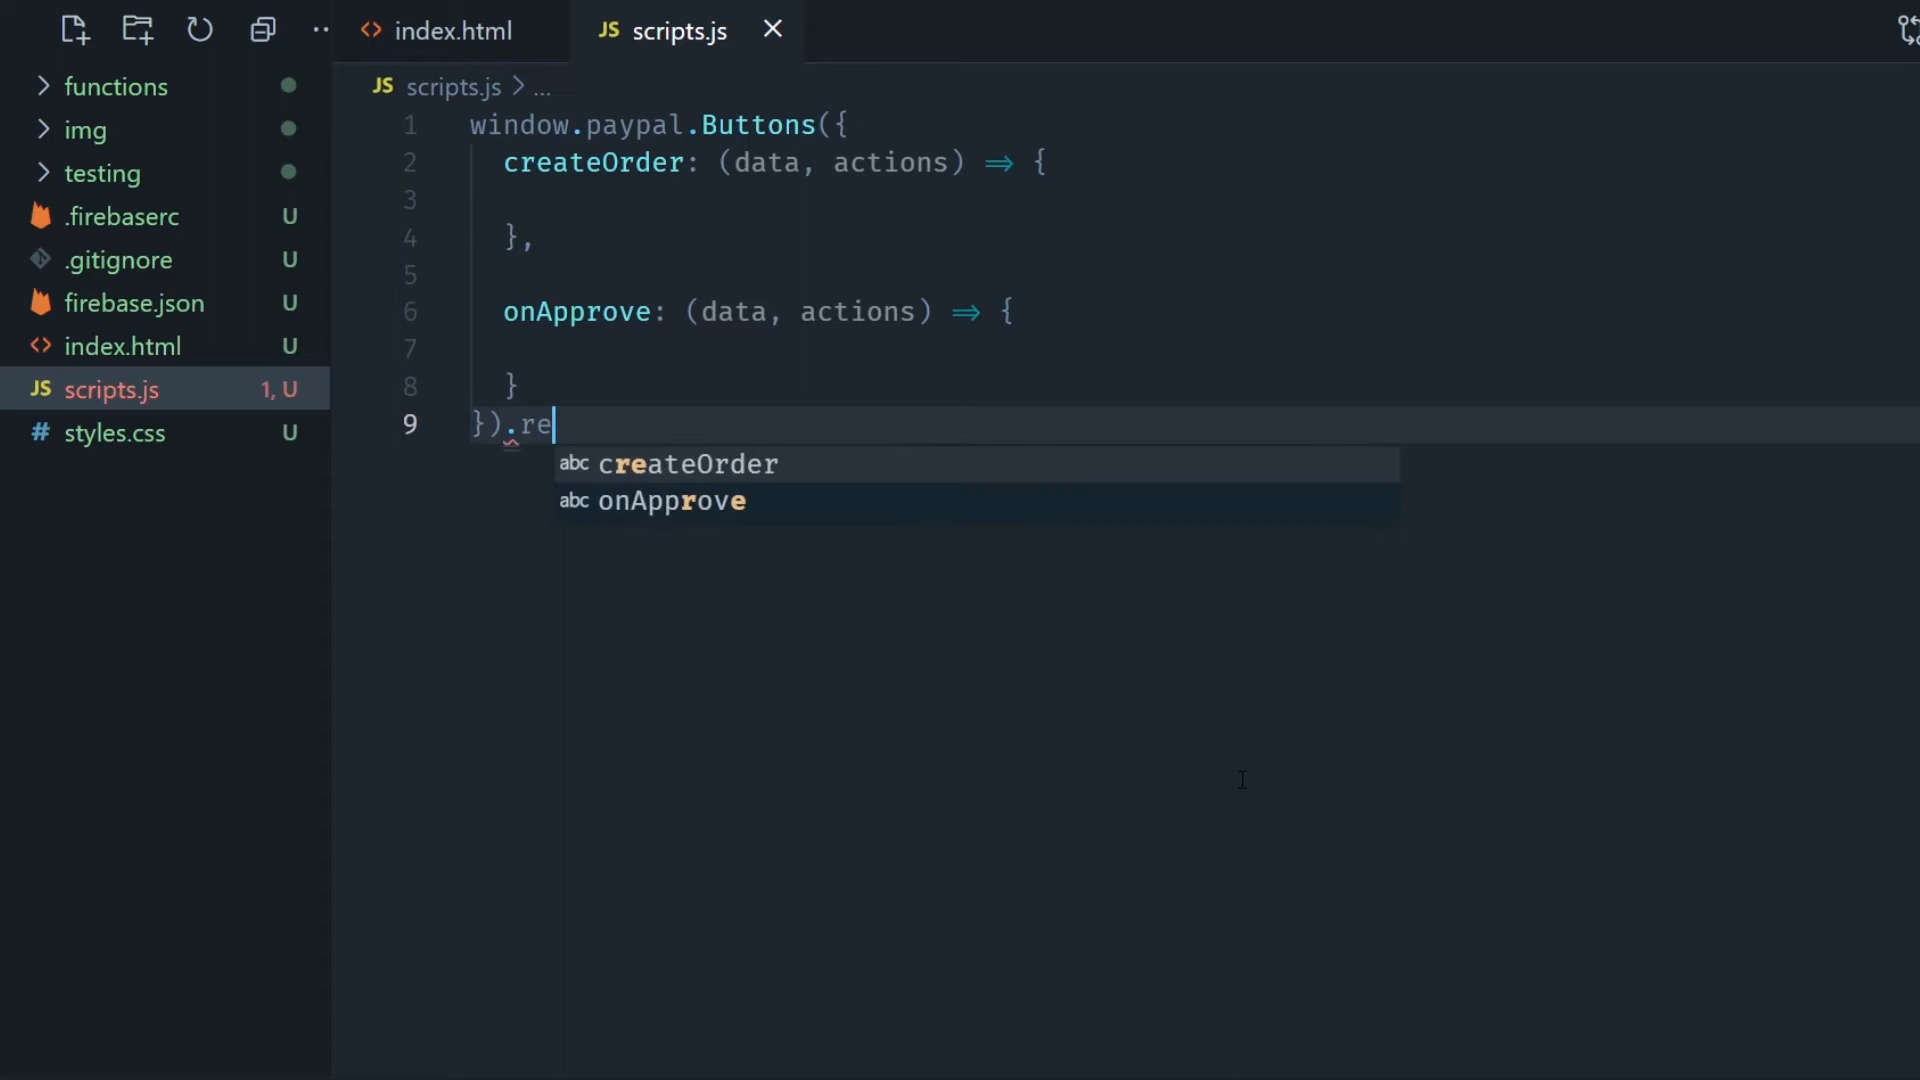 index.html
JS scripts.js
functions
img
testing
.firebaserc U
.gitignore U
firebase.json U
index.html U
JS scripts.js 1, U
# styles.css U
JS scripts.js > ...
1 window.paypal.Buttons({
2 createOrder: (data, actions) => {
3
4 },
5
6 onApprove: (data, actions) => {
7
8 }
9 }).re
abc createOrder
abc onApprove